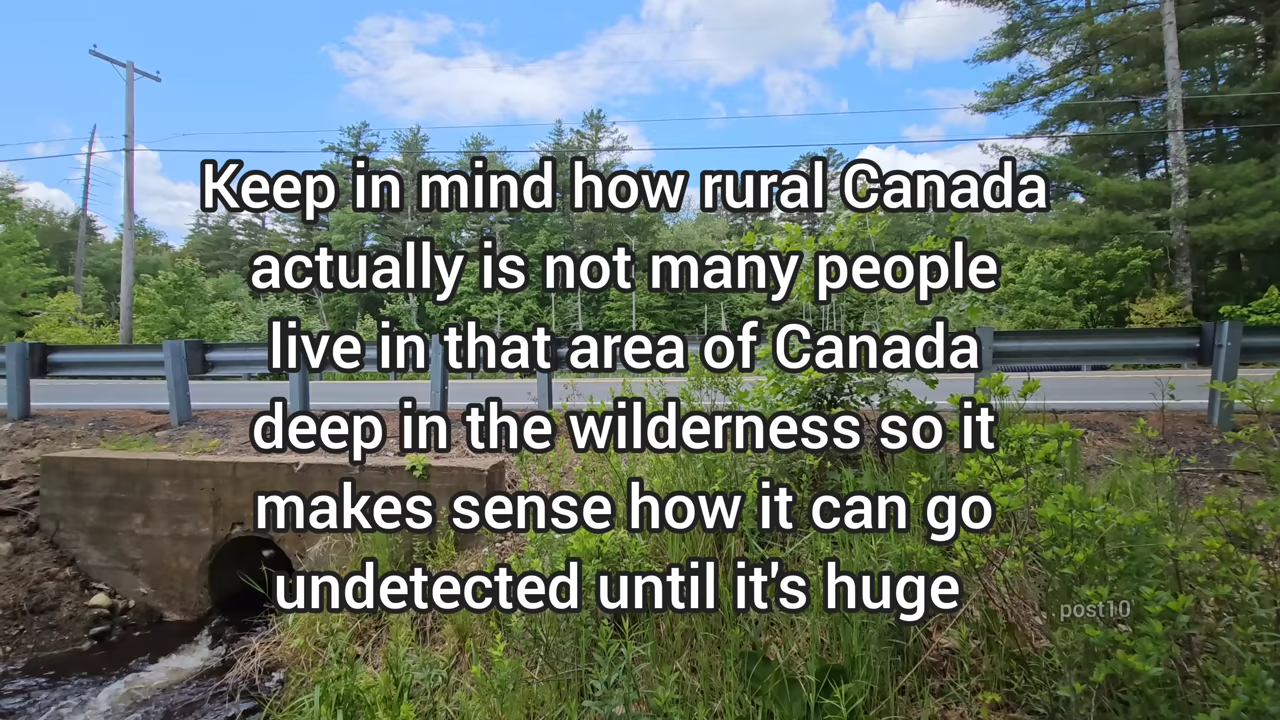 Keep in mind how rural Canada
actually is not many people
live in that area of Canada
deep in the wilderness so it
makes sense how it can go
undetected until it's huge
post10